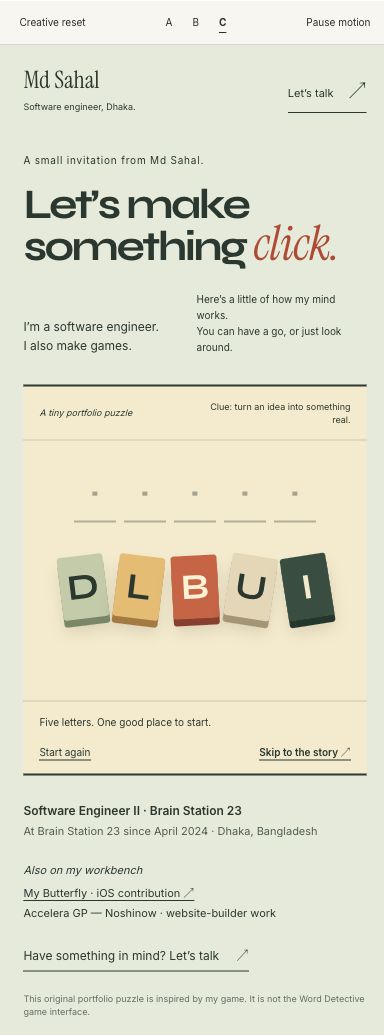 Creative reset
A B C
Pause motion
Md Sahal
Software engineer, Dhaka.
Let's talk ↗
A small invitation from Md Sahal.
Let's make
something click.
I'm a software engineer.
I also make games.
Here's a little of how my mind
works.
You can have a go, or just look
around.
A tiny portfolio puzzle
Clue: turn an idea into something
real.
D L B U I
Five letters. One good place to start.
Start again
Skip to the story ↗
Software Engineer II · Brain Station 23
At Brain Station 23 since April 2024 · Dhaka, Bangladesh
Also on my workbench
My Butterfly · iOS contribution ↗
Accelera GP — Noshinow · website-builder work
Have something in mind? Let's talk ↗
This original portfolio puzzle is inspired by my game. It is not the Word Detective
game interface.